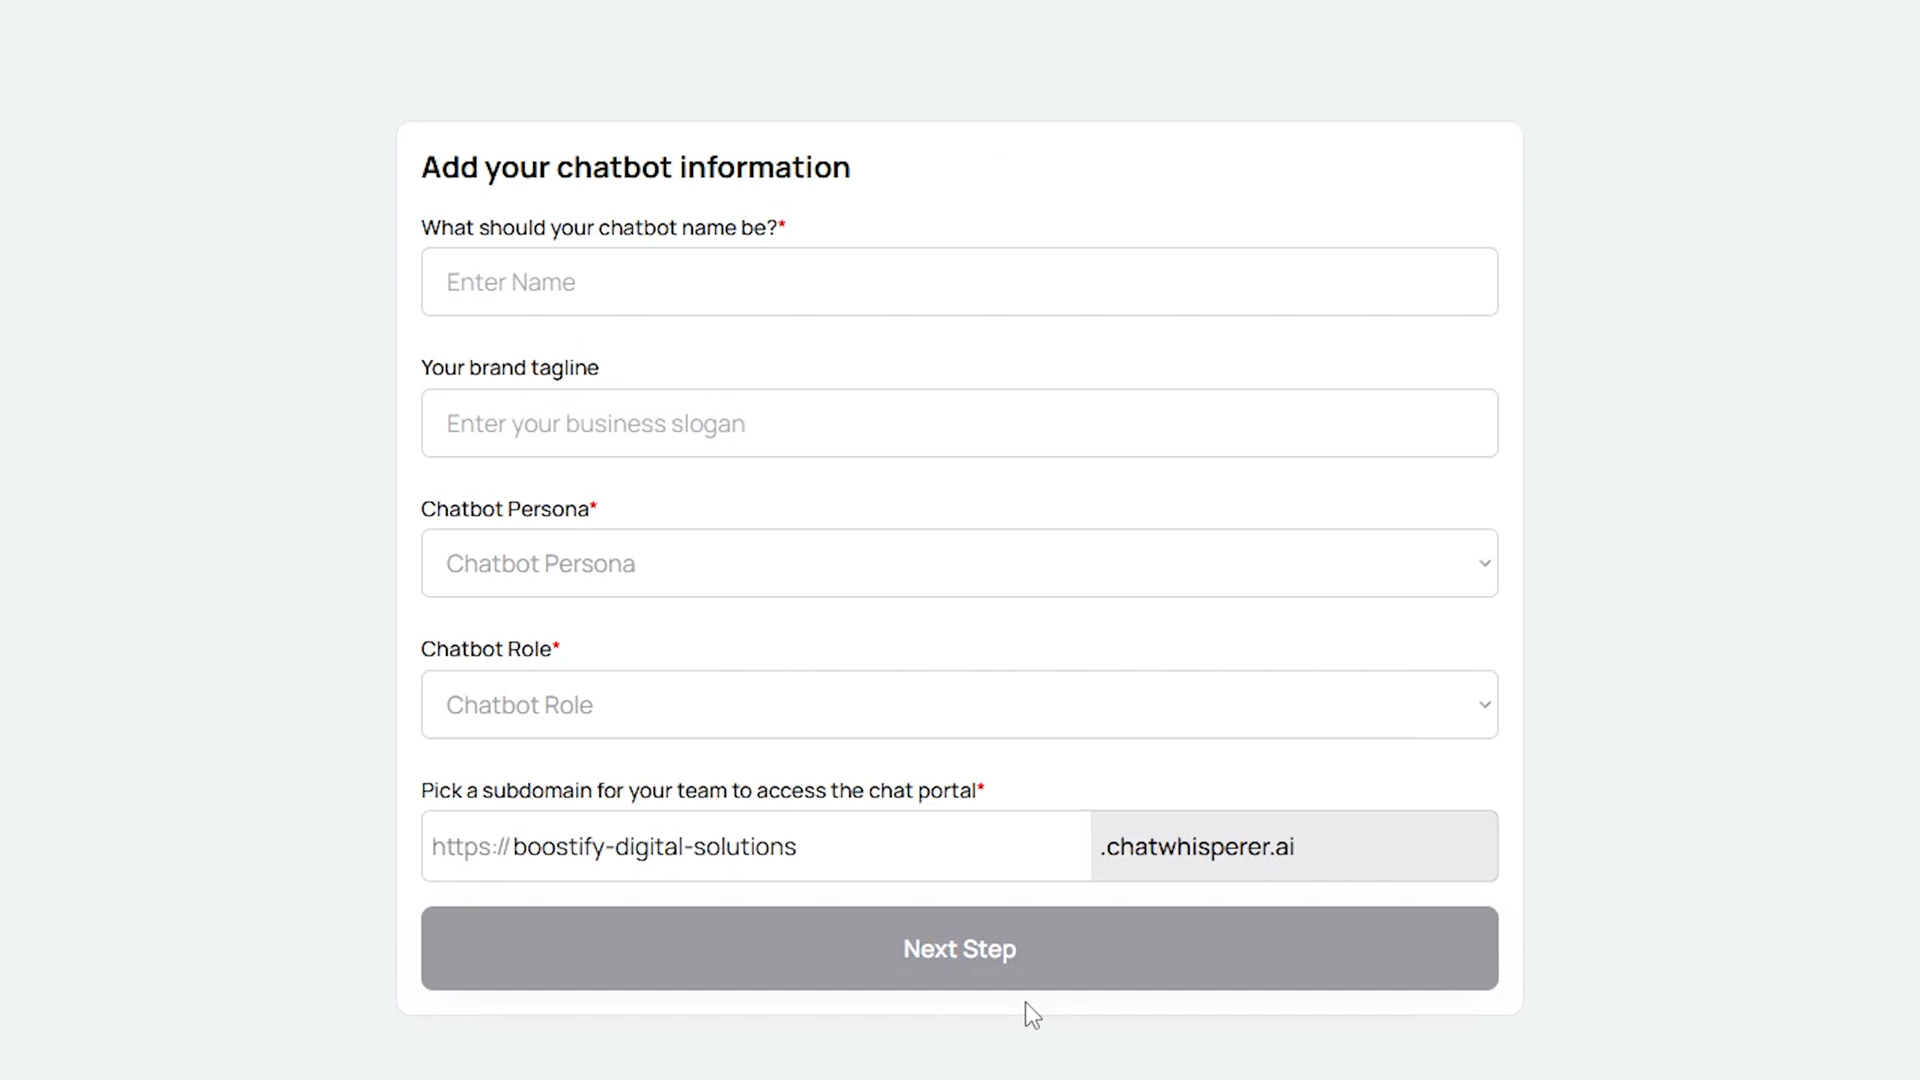 Add your chatbot information
What should your chatbot name be?*
Enter Name
Your brand tagline
Enter your business slogan
Chatbot Persona*
Chatbot Persona
Chatbot Role*
Chatbot Role
Pick a subdomain for your team to access the chat portal*
https:// boostify-digital-solutions .chatwhisperer.ai
Next Step